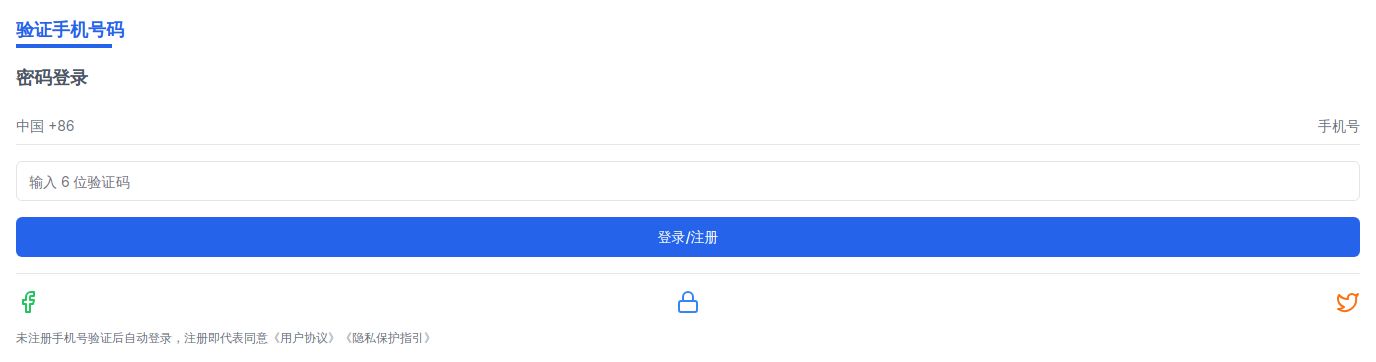 验证手机号码
密码登录
中国 +86 手机号
输入 6 位验证码
登录/注册
未注册手机号验证后自动登录，注册即代表同意《用户协议》《隐私保护指引》